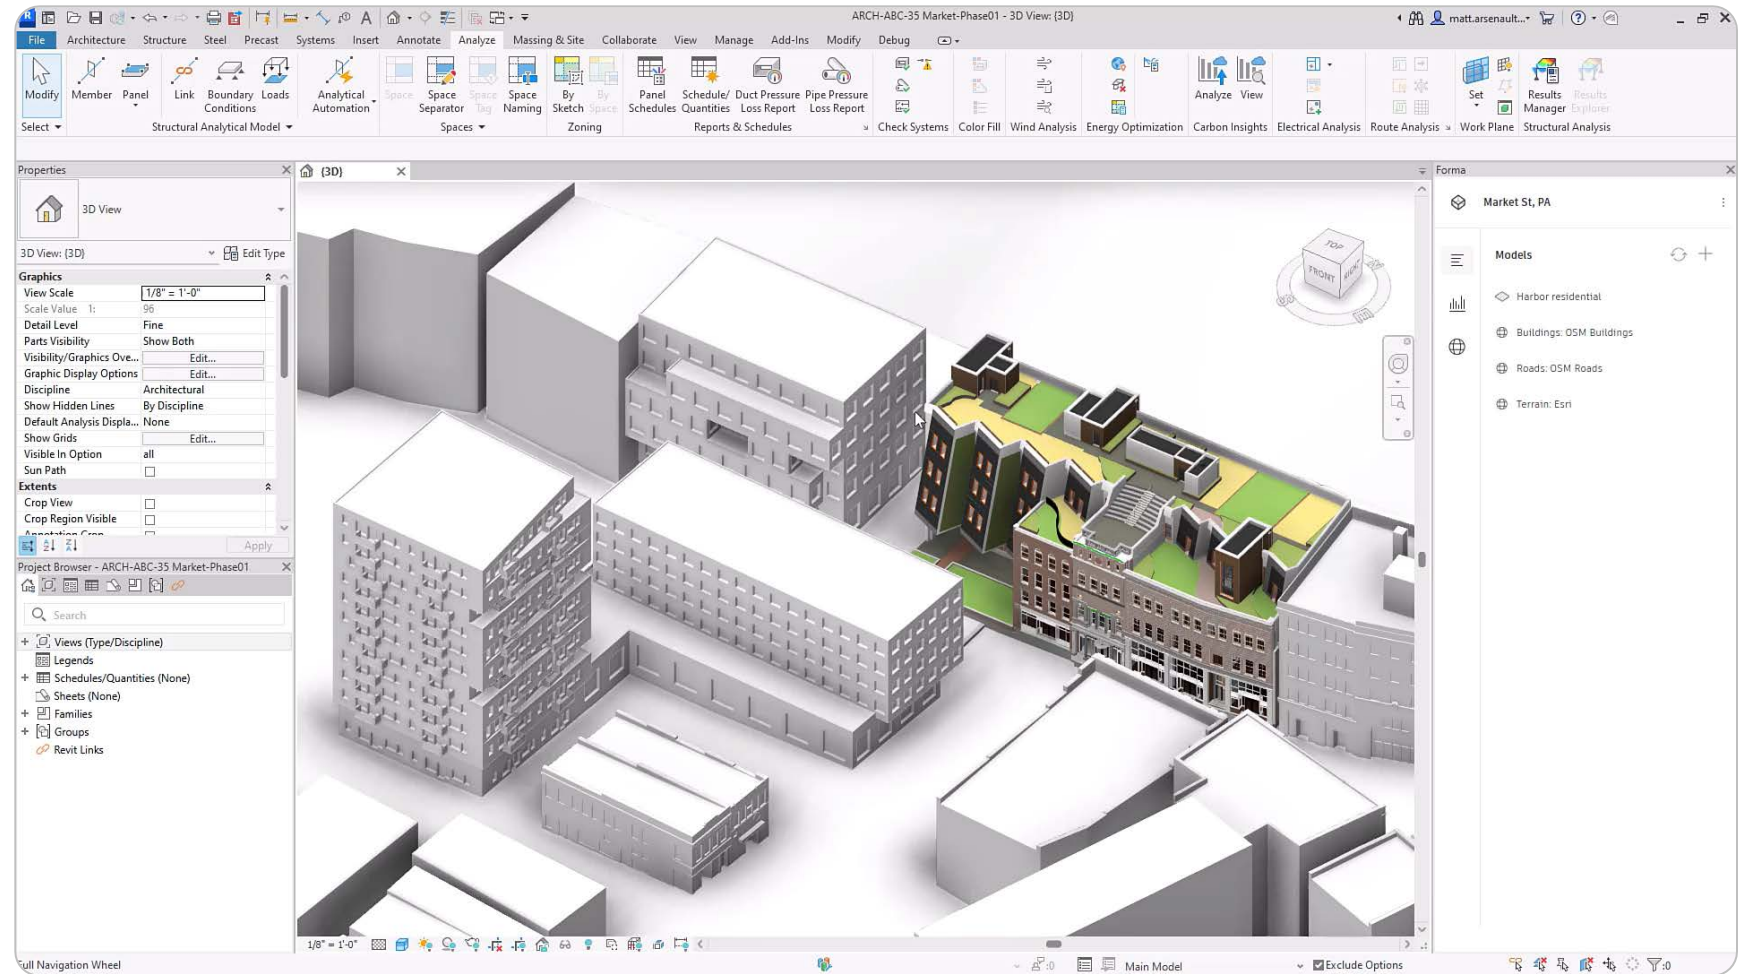 ARCH-ABC-35 Market-Phase01 - 3D View: {3D}
matt.arsenault...
File Architecture Structure Steel Precast Systems Insert Annotate Analyze Massing & Site Collaborate View Manage Add-Ins Modify Debug
Modify Member Panel Link Boundary Conditions Loads Analytical Automation Space Space Separator Space Tag Space Naming By Sketch By Space Panel Schedules Schedule/ Quantities Duct Pressure Loss Report Pipe Pressure Loss Report Analyze View Set Results Manager Results Explorer
Select Structural Analytical Model Spaces Zoning Reports & Schedules Check Systems Color Fill Wind Analysis Energy Optimization Carbon Insights Electrical Analysis Route Analysis Work Plane Structural Analysis
Properties
3D View
3D View: {3D}
Edit Type
Graphics
View Scale 1/8" = 1'-0"
Scale Value 1: 96
Detail Level Fine
Parts Visibility Show Both
Visibility/Graphics Ove... Edit...
Graphic Display Options Edit...
Discipline Architectural
Show Hidden Lines By Discipline
Default Analysis Displa... None
Show Grids Edit...
Visible In Option all
Sun Path
Extents
Crop View
Crop Region Visible
Annotation Crop
Apply
Project Browser - ARCH-ABC-35 Market-Phase01
Search
Views (Type/Discipline)
Legends
Schedules/Quantities (None)
Sheets (None)
Families
Groups
Revit Links
{3D}
TOP
FRONT
RIGHT
S
E
N
1/8" = 1'-0"
Forma
Market St, PA
Models
Harbor residential
Buildings: OSM Buildings
Roads: OSM Roads
Terrain: Esri
ull Navigation Wheel
:0
Main Model
Exclude Options
:0